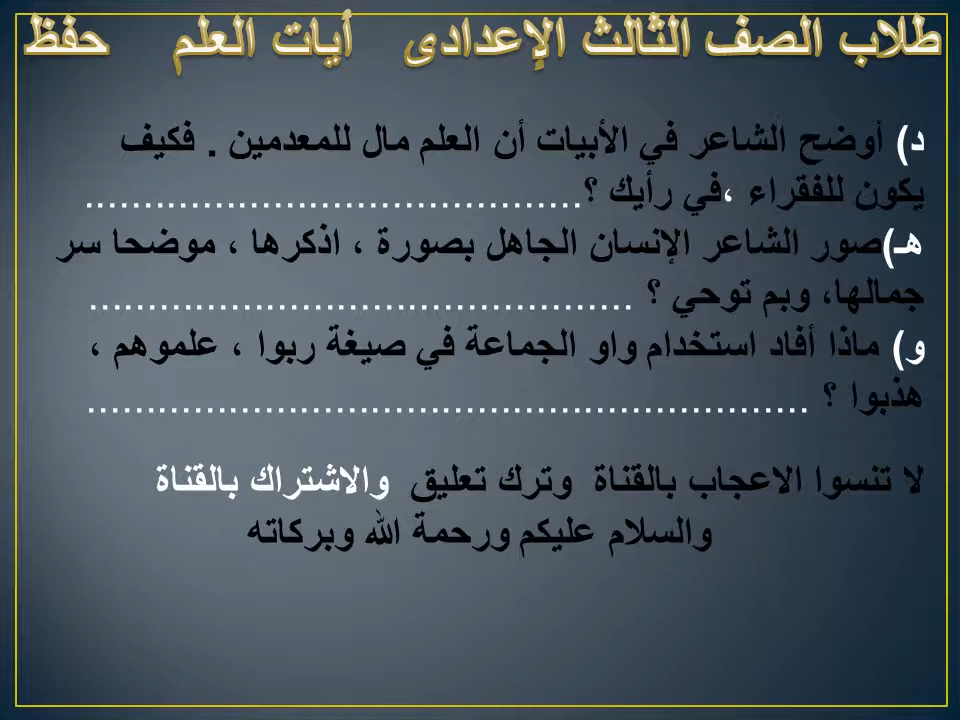 طلاب الصف الثالث الإعدادى أيات العلم حفظ
د) أوضح الشاعر في الأبيات أن العلم مال للمعدمين . فكيف
يكون للفقراء ،في رأيك ؟..........................................
هـ)صور الشاعر الإنسان الجاهل بصورة ، اذكرها ، موضحا سر
جمالها، وبم توحي ؟ ..............................................
و) ماذا أفاد استخدام واو الجماعة في صيغة ربوا ، علموهم ،
هذبوا ؟ .............................................................
لا تنسوا الاعجاب بالقناة وترك تعليق والاشتراك بالقناة
والسلام عليكم ورحمة الله وبركاته